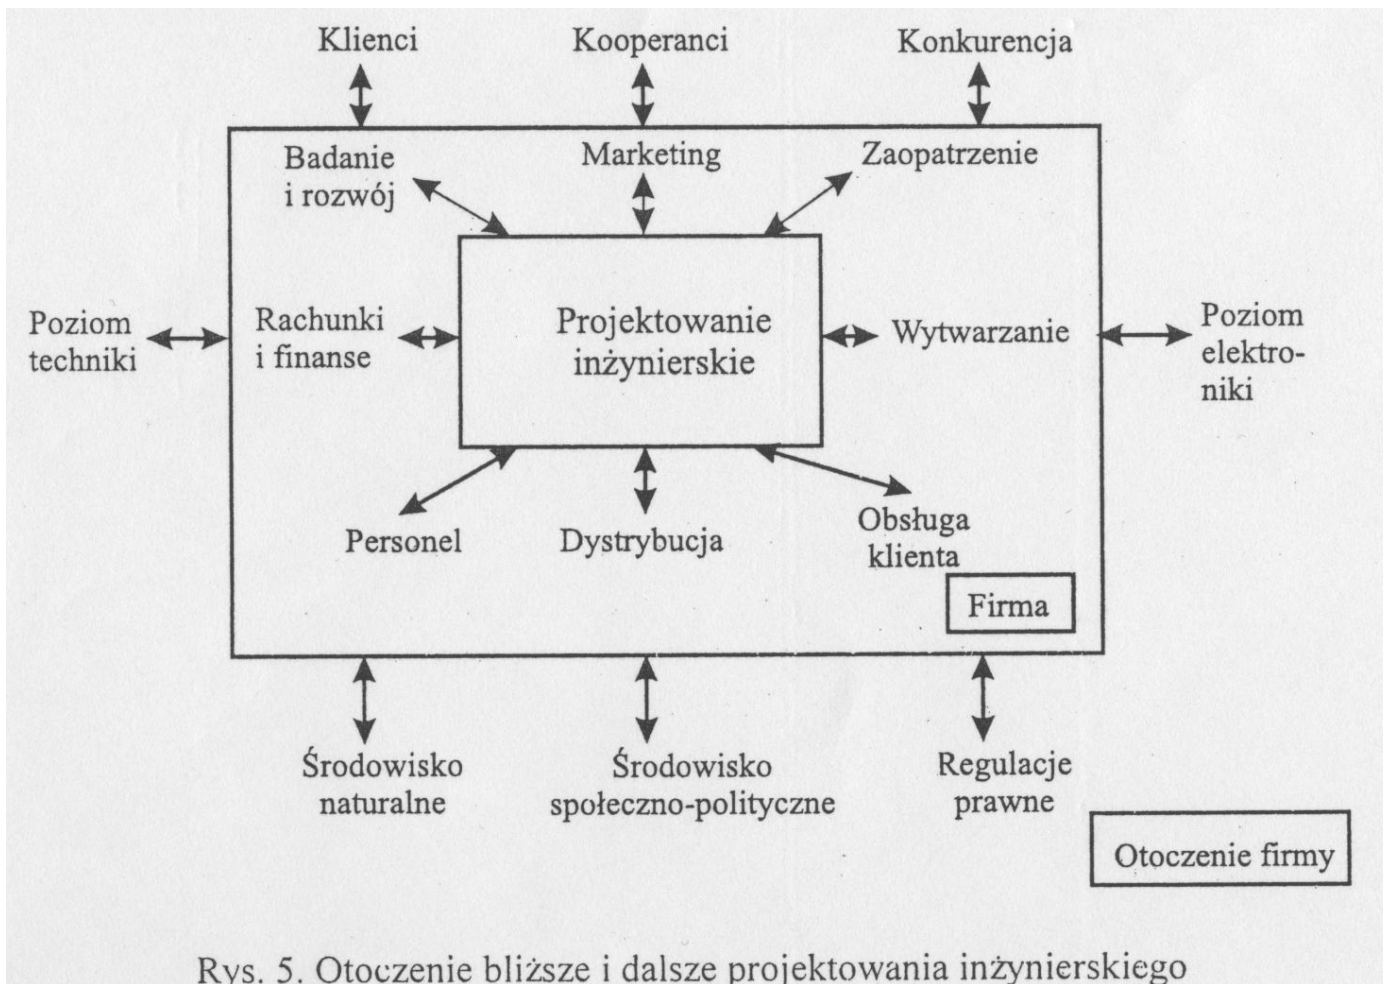 Klienci
Kooperanci
Konkurencja
Badanie
i rozwój
Marketing
Zaopatrzenie
Poziom
techniki
Rachunki
i finanse
Projektowanie
inżynierskie
Wytwarzanie
Poziom
elektro-
niki
Personel
Dystrybucja
Obsługa
klienta
Firma
Środowisko
naturalne
Środowisko
społeczno-polityczne
Regulacje
prawne
Otoczenie firmy
Rys. 5. Otoczenie bliższe i dalsze projektowania inżynierskiego